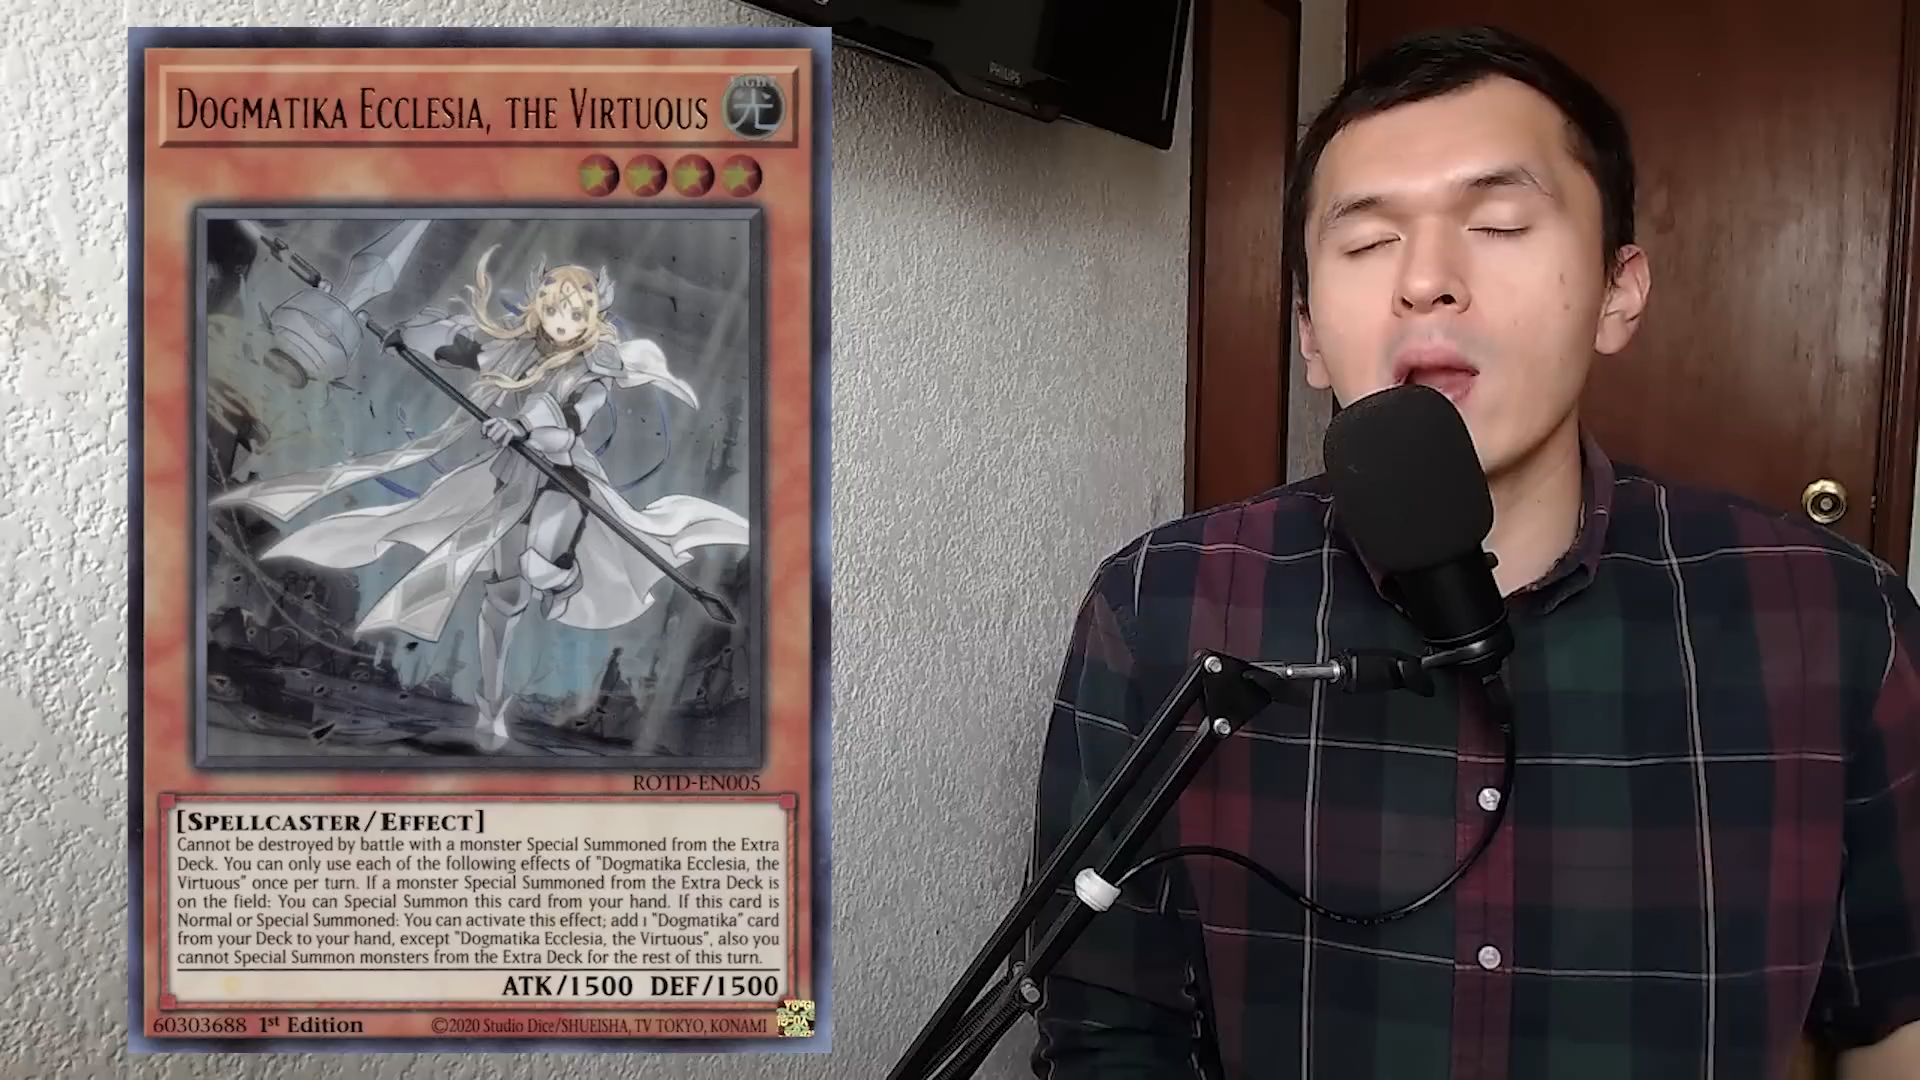 PHILIPS
DOGMATIKA ECCLESIA, THE VIRTUOUS
LIGHT
光
ROTD-EN005
[SPELLCASTER/EFFECT]
Cannot be destroyed by battle with a monster Special Summoned from the Extra
Deck. You can only use each of the following effects of "Dogmatika Ecclesia, the
Virtuous" once per turn. If a monster Special Summoned from the Extra Deck is
on the field: You can Special Summon this card from your hand. If this card is
Normal or Special Summoned: You can activate this effect; add 1 "Dogmatika" card
from your Deck to your hand, except "Dogmatika Ecclesia, the Virtuous", also you
cannot Special Summon monsters from the Extra Deck for the rest of this turn.
ATK/1500 DEF/1500
60303688 1st Edition ©2020 Studio Dice/SHUEISHA, TV TOKYO, KONAMI